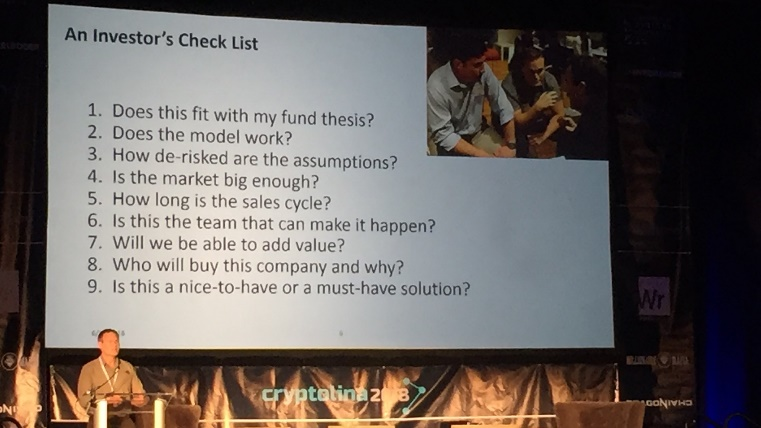 An Investor's Check List
1. Does this fit with my fund thesis?
2. Does the model work?
3. How de-risked are the assumptions?
4. Is the market big enough?
5. How long is the sales cycle?
6. Is this the team that can make it happen?
7. Will we be able to add value?
8. Who will buy this company and why?
9. Is this a nice-to-have or a must-have solution?
Wr
cryptolina 2018